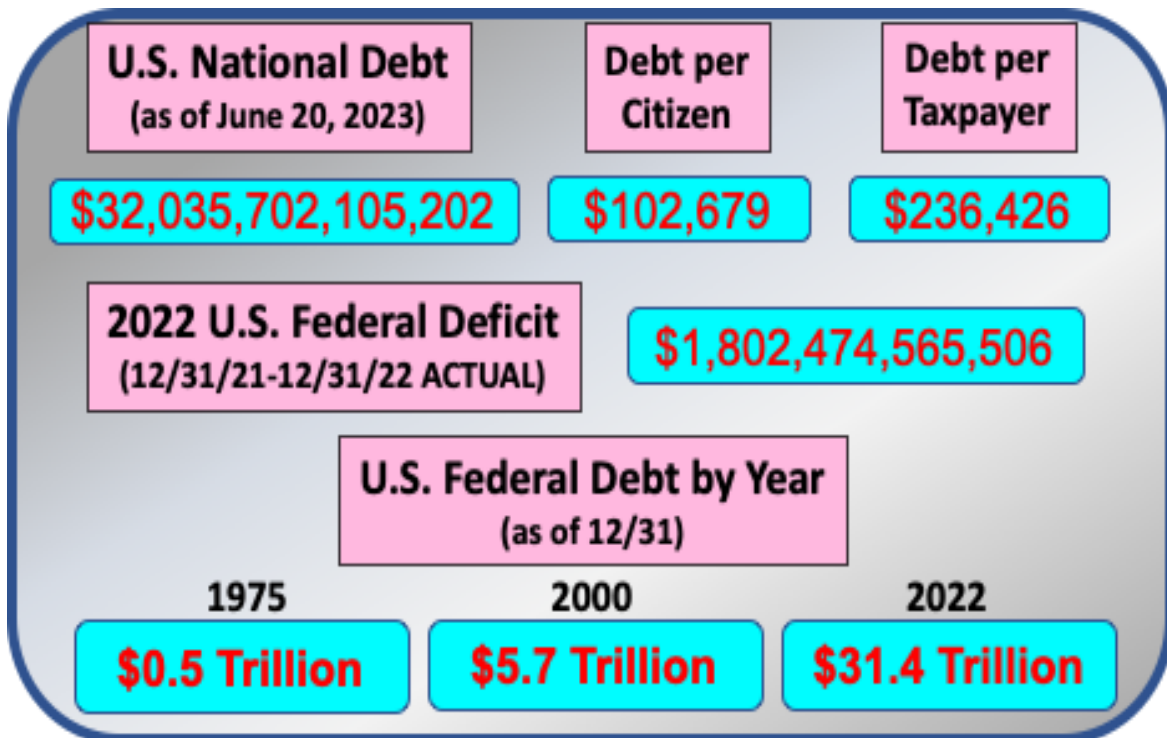 U.S. National Debt
(as of June 20, 2023)
Debt per
Citizen
Debt per
Taxpayer
$32,035,702,105,202
$102,679
$236,426
2022 U.S. Federal Deficit
(12/31/21-12/31/22 ACTUAL)
$1,802,474,565,506
U.S. Federal Debt by Year
(as of 12/31)
1975
2000
2022
$0.5 Trillion
$5.7 Trillion
$31.4 Trillion